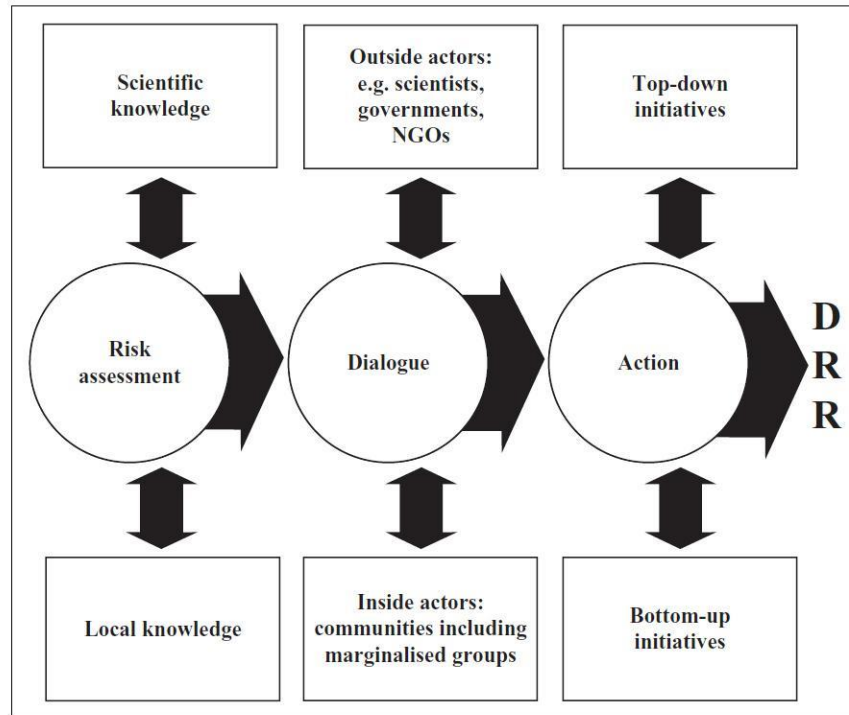 Scientific
knowledge
Outside actors:
e.g. scientists,
governments,
NGOs
Top-down
initiatives
Risk
assessment
Dialogue
Action
D
R
R
Local knowledge
Inside actors:
communities including
marginalised groups
Bottom-up
initiatives